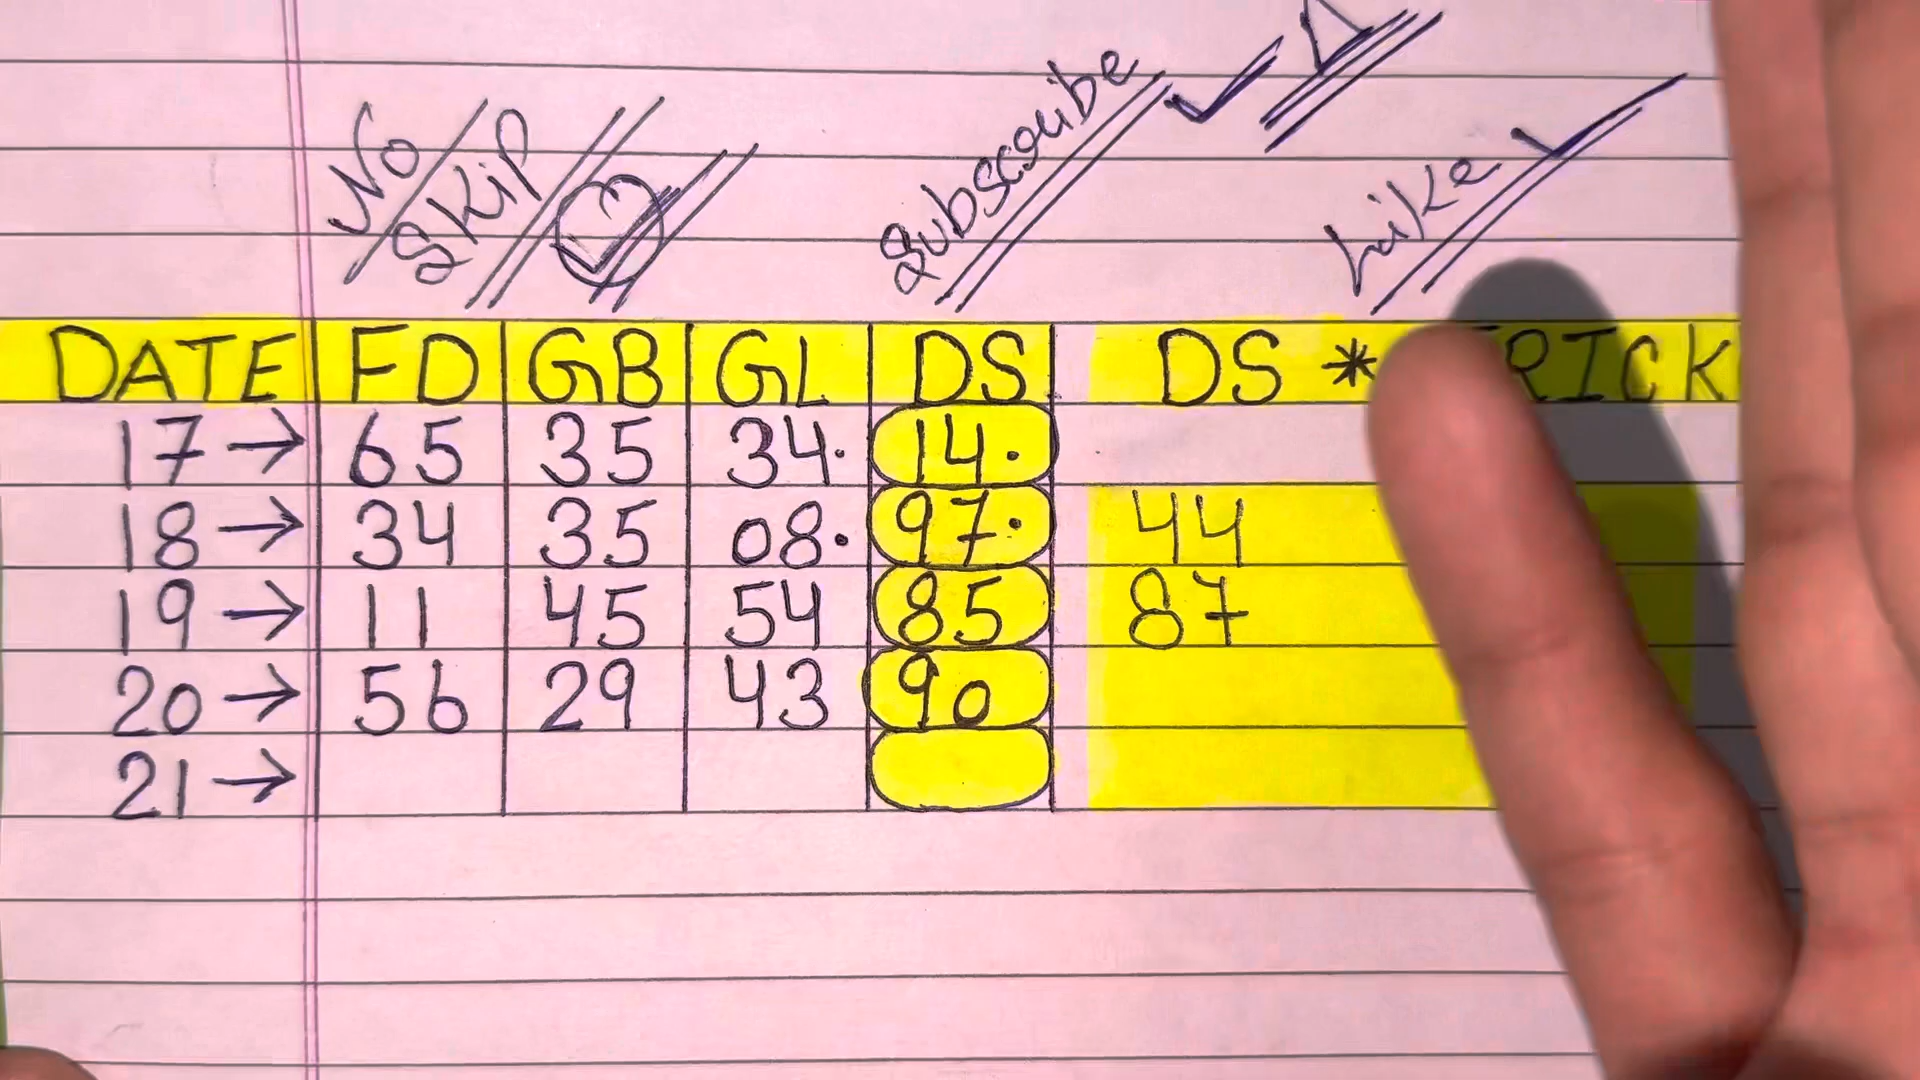 No
Skip
Subscribe
Like
DATE FD GB GL DS DS * TRICK
17 → 65 35 34. 14.
18 → 34 35 08. 97. 44
19 → 11 45 54 85 87
20 → 56 29 43 90
21 →